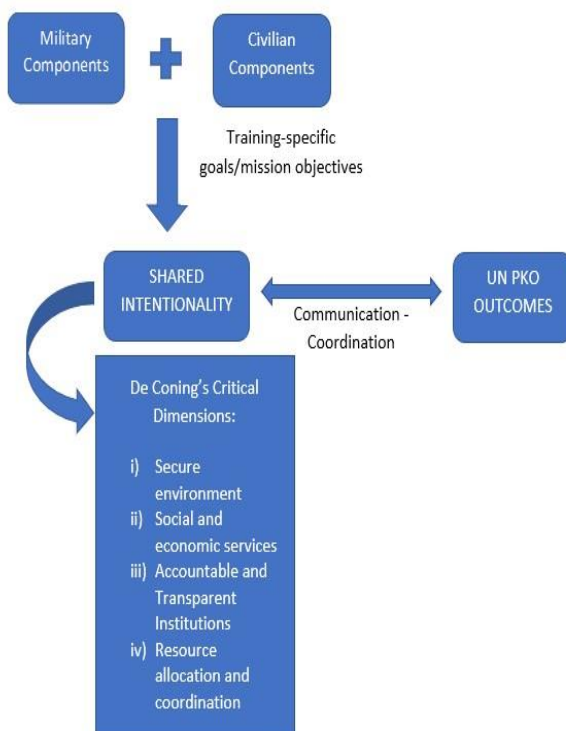 Military
Components
Civilian
Components
Training-specific
goals/mission objectives
SHARED
INTENTIONALITY
Communication -
Coordination
UN PKO
OUTCOMES
De Coning's Critical
Dimensions:
i) Secure
environment
ii) Social and
economic services
iii) Accountable and
Transparent
Institutions
iv) Resource
allocation and
coordination